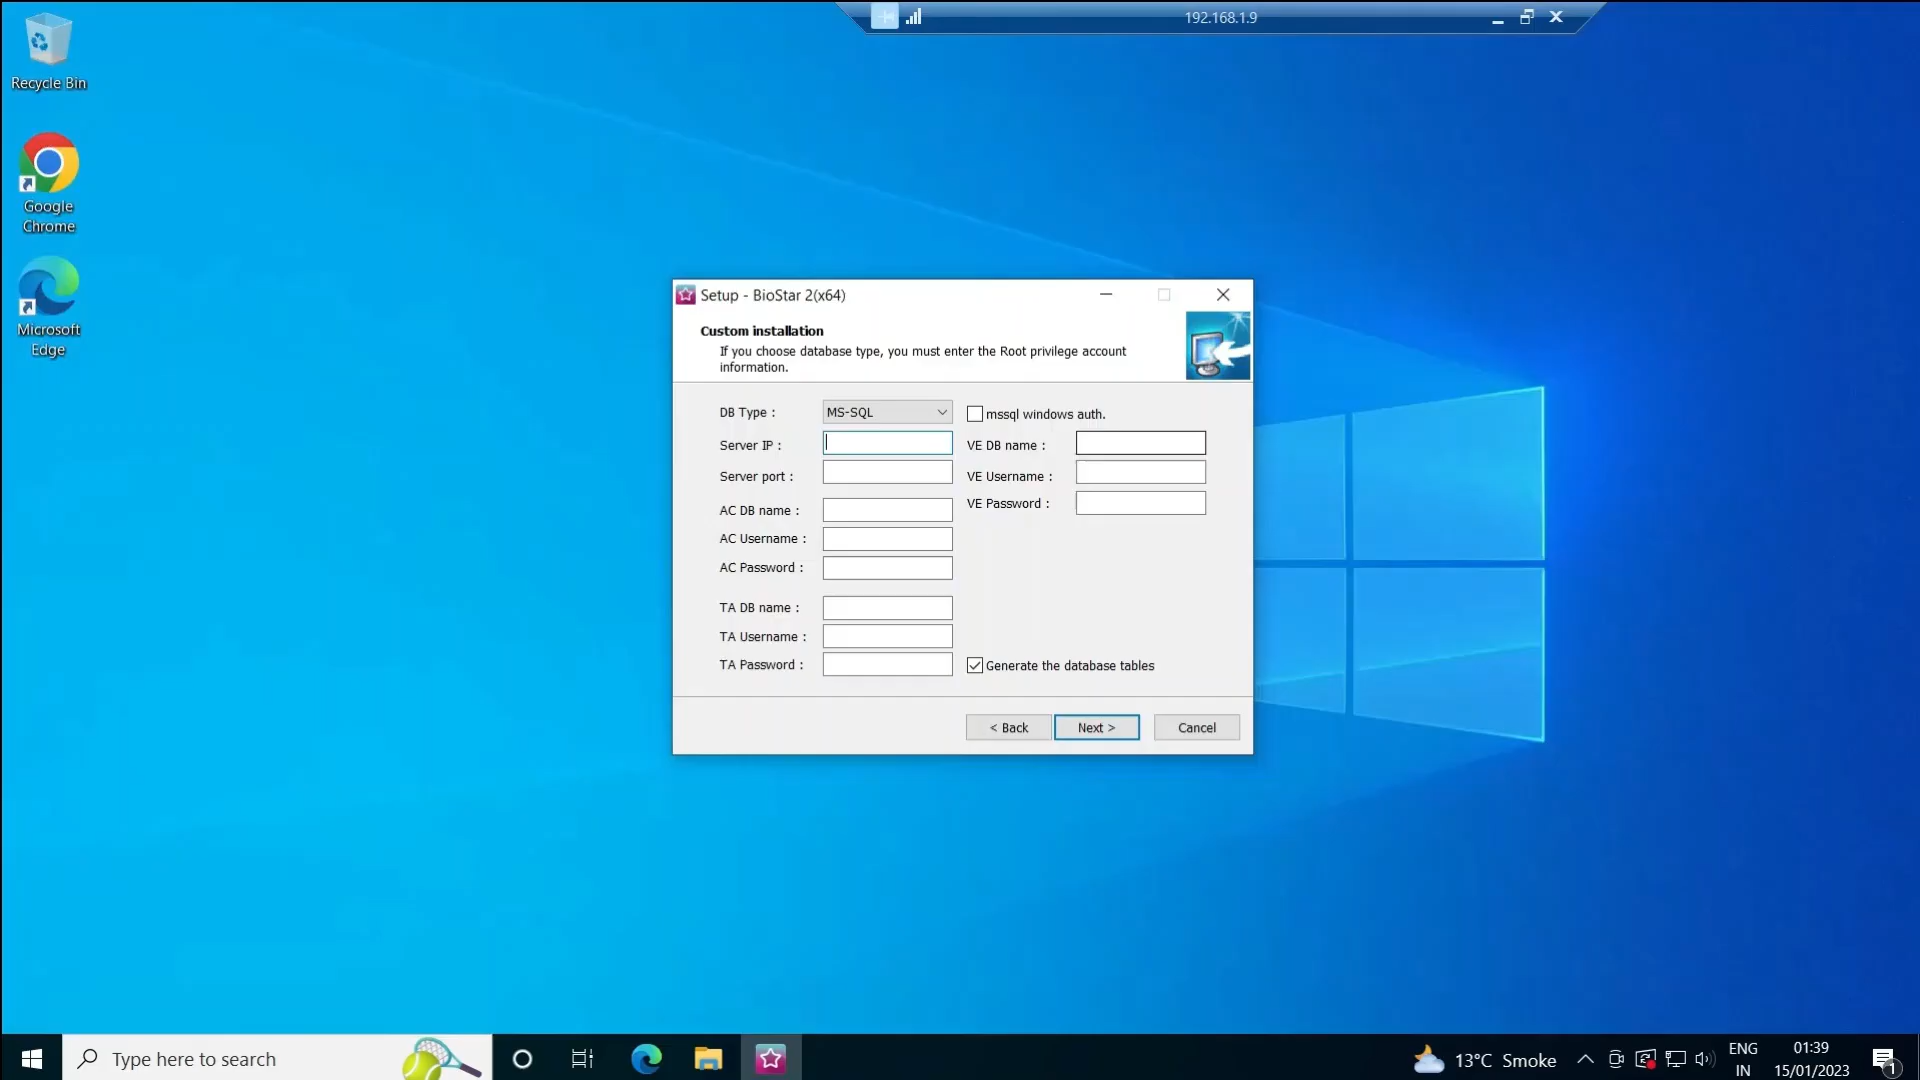 192.168.1.9
Recycle Bin
Google
Chrome
Microsoft
Edge
Setup - BioStar 2(x64)
Custom installation
If you choose database type, you must enter the Root privilege account
information.
DB Type :
MS-SQL
mssql windows auth.
Server IP :
VE DB name :
Server port :
VE Username :
VE Password :
AC DB name :
AC Username :
AC Password :
TA DB name :
TA Username :
TA Password :
Generate the database tables
< Back
Next >
Cancel
Type here to search
13°C Smoke
ENG
IN
01:39
15/01/2023
1